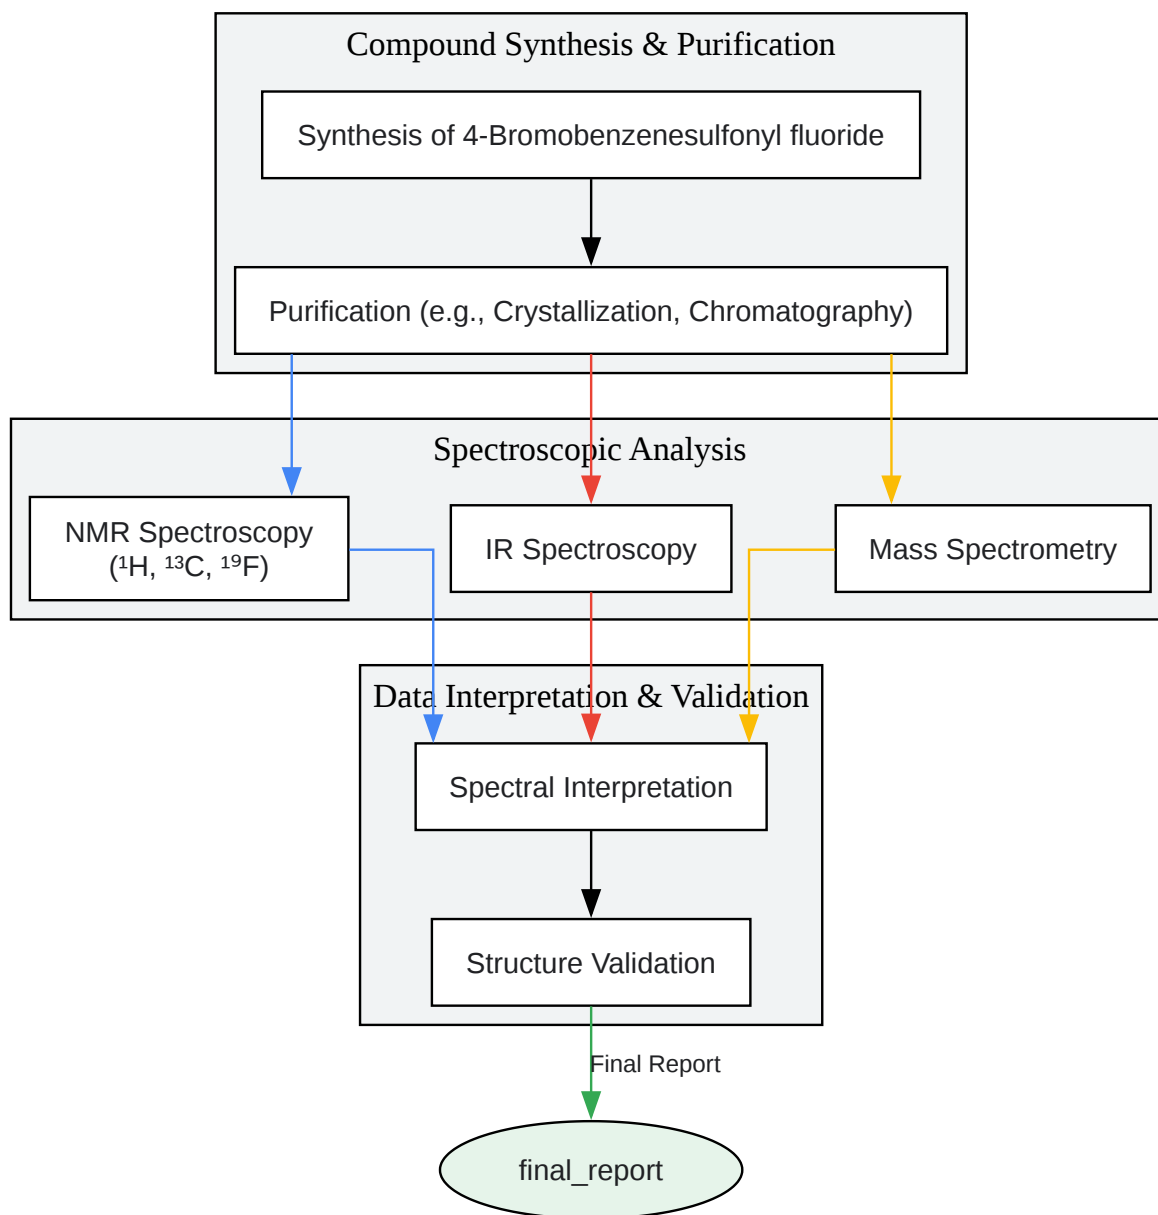 Compound Synthesis & Purification
Synthesis of 4-Bromobenzenesulfonyl fluoride
Purification (e.g., Crystallization, Chromatography)
Spectroscopic Analysis
NMR Spectroscopy
(¹H, ¹³C, ¹⁹F)
IR Spectroscopy
Mass Spectrometry
Data Interpretation & Validation
Spectral Interpretation
Structure Validation
Final Report
final_report